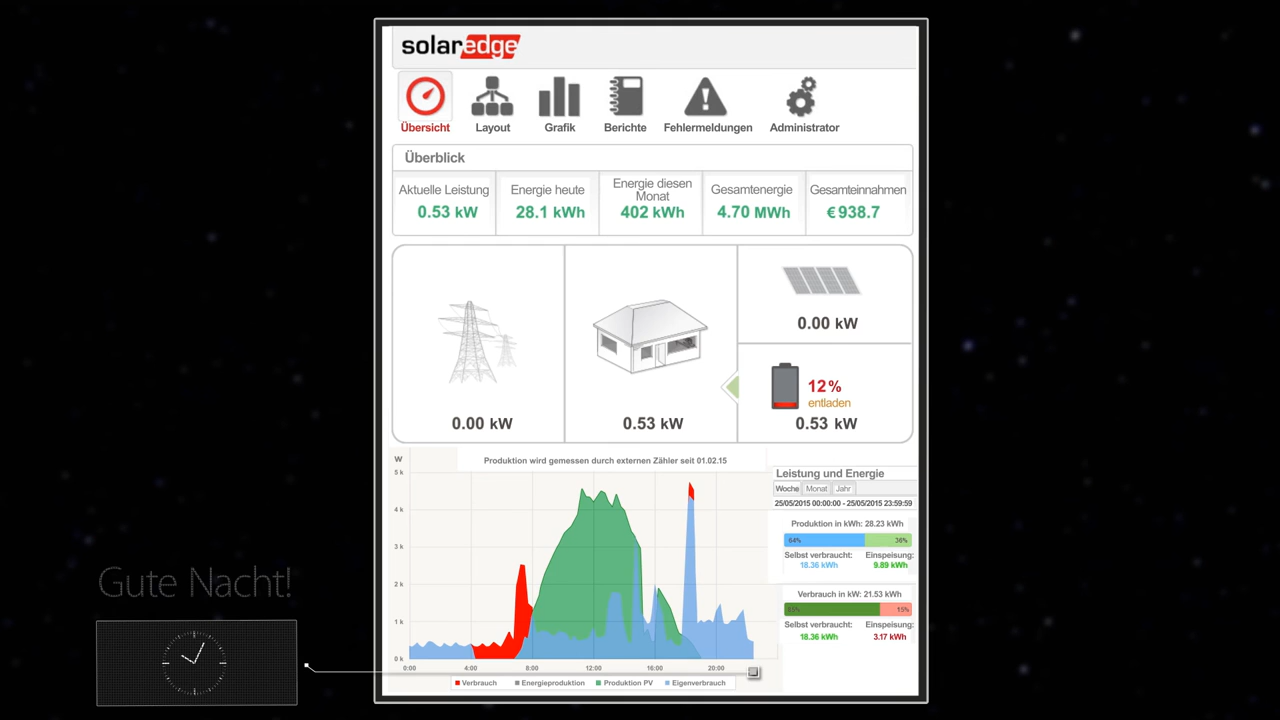 solaredge
Übersicht
Layout
Grafik
Berichte
Fehlermeldungen
Administrator
Überblick
Aktuelle Leistung
0.53 kW
Energie heute
28.1 kWh
Energie diesen
Monat
402 kWh
Gesamtenergie
4.70 MWh
Gesamteinnahmen
€ 938.7
0.00 kW
0.53 kW
0.00 kW
12%
entladen
0.53 kW
W
Produktion wird gemessen durch externen Zähler seit 01.02.15
5 k
4 k
3 k
2 k
1 k
0 k
0:00
4:00
8:00
12:00
16:00
20:00
Verbrauch
Energieproduktion
Produktion PV
Eigenverbrauch
Leistung und Energie
Woche
Monat
Jahr
25/05/2015 00:00:00 - 25/05/2015 23:59:59
Produktion in kWh: 28.23 kWh
64%
36%
Selbst verbraucht:
18.36 kWh
Einspeisung:
9.89 kWh
Verbrauch in kW: 21.53 kWh
85%
15%
Selbst verbraucht:
18.36 kWh
Einspeisung:
3.17 kWh
Gute Nacht!